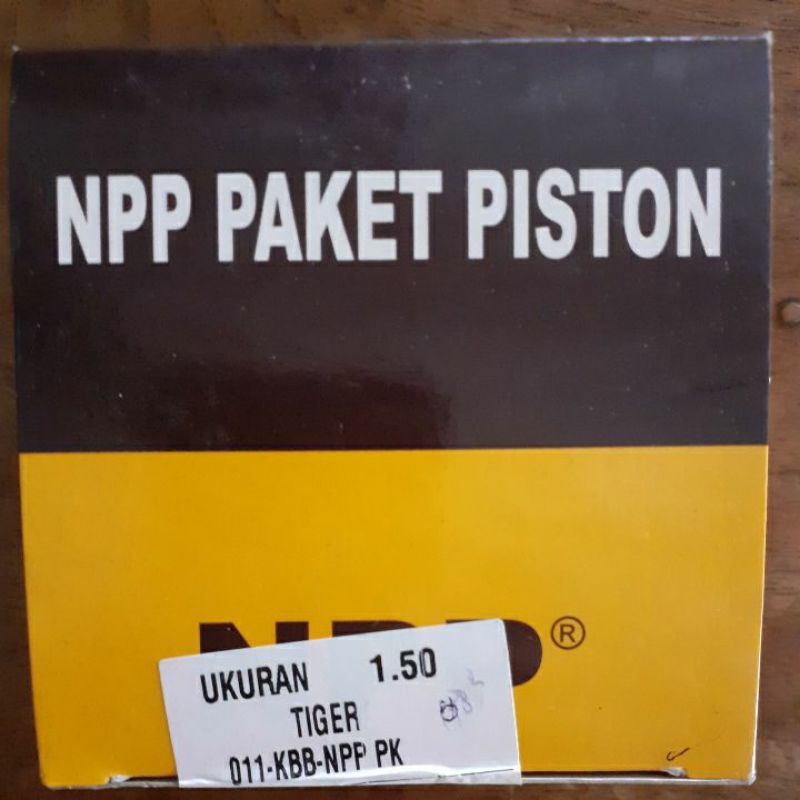 NPP PAKET PISTON
NPP®
UKURAN 1.50
TIGER
011-KBB-NPP PK